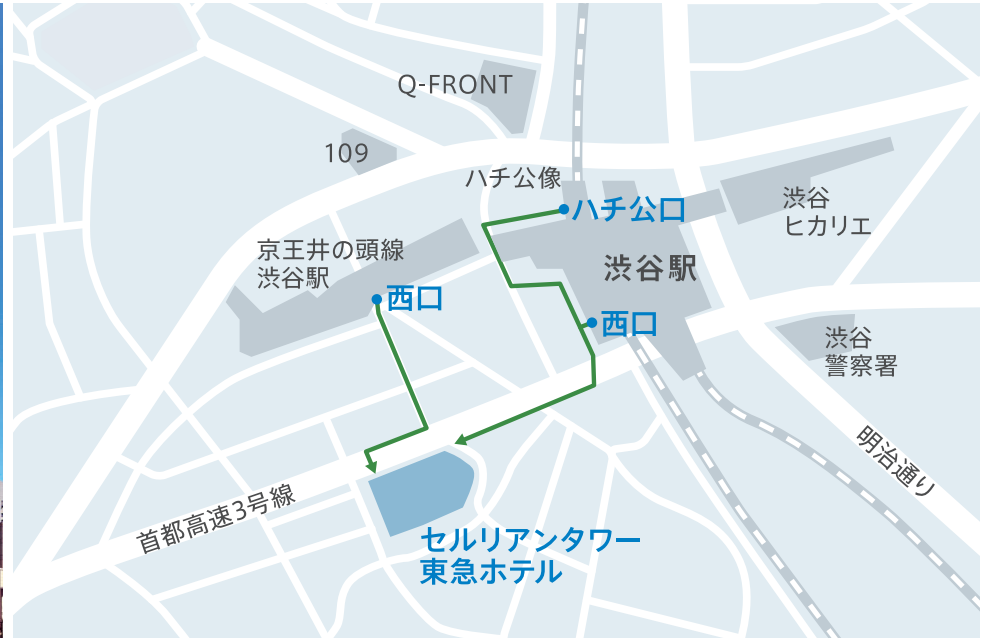 Q-FRONT
109
ハチ公像
ハチ公口
渋谷
ヒカリエ
京王井の頭線
渋谷駅
渋谷駅
西口
西口
渋谷
警察署
明治通り
首都高速3号線
セルリアンタワー
東急ホテル